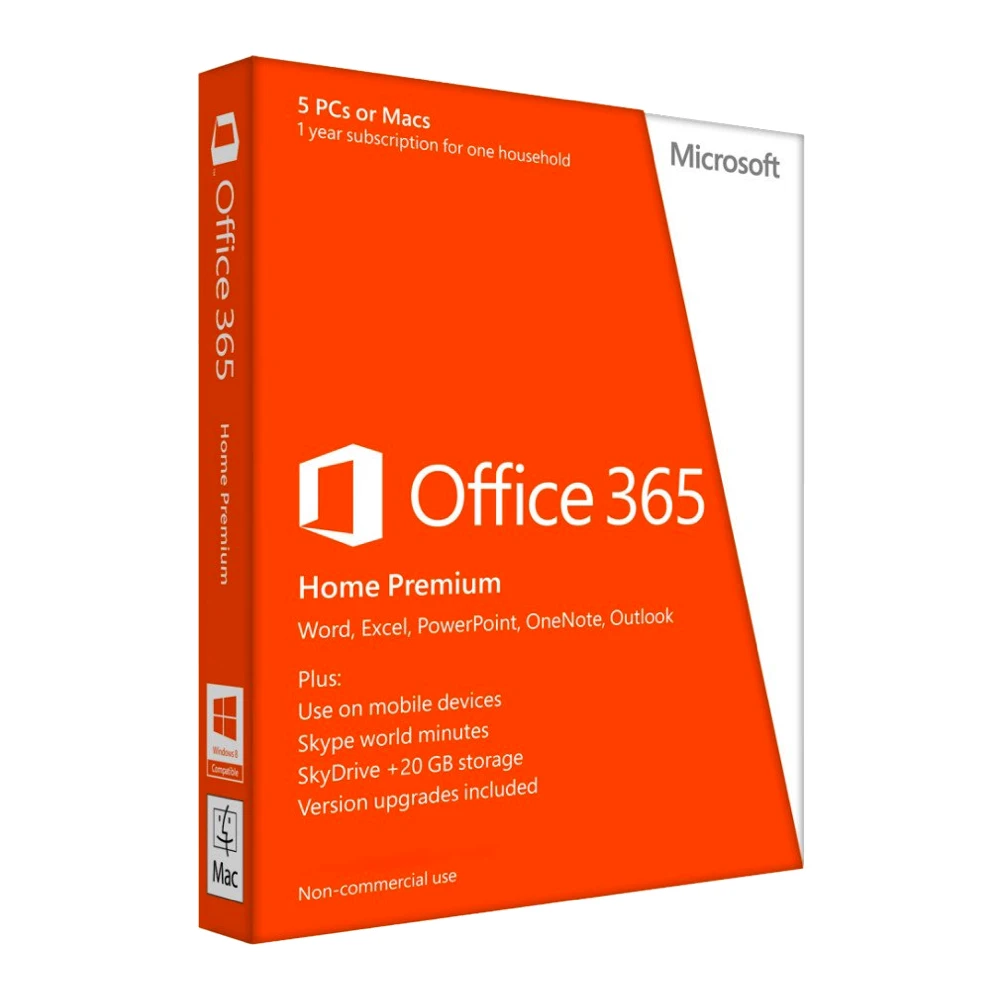 5 PCs or Macs
1 year subscription for one household
Microsoft
Office 365
Home Premium
Word, Excel, PowerPoint, OneNote, Outlook
Plus:
Use on mobile devices
Skype world minutes
SkyDrive +20 GB storage
Version upgrades included
Non-commercial use
Office 365
Home Premium
Windows 8
Compatible
Mac